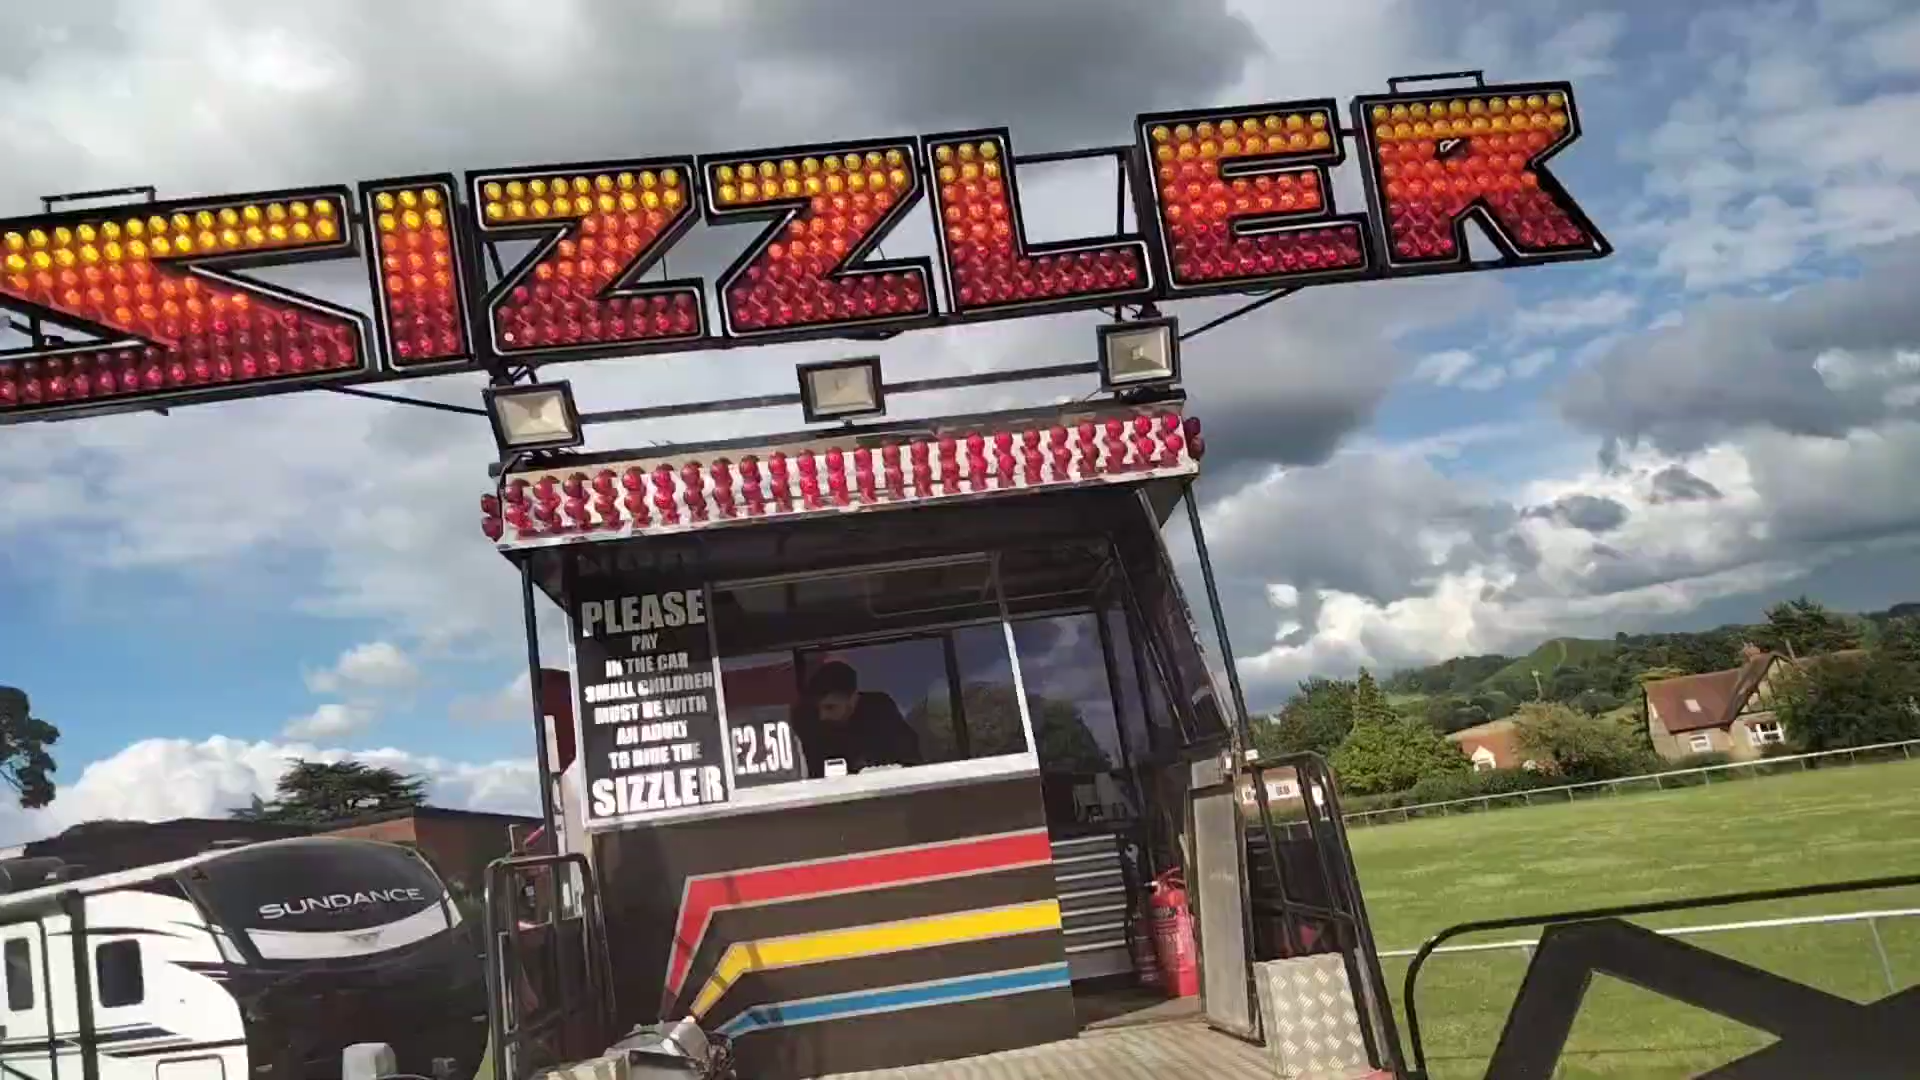 SIZZLER
PLEASE
PAY
IN THE CAR
SMALL CHILDREN
MUST BE WITH
AN ADULT
TO RIDE THE
SIZZLER
£2.50
SUNDANCE